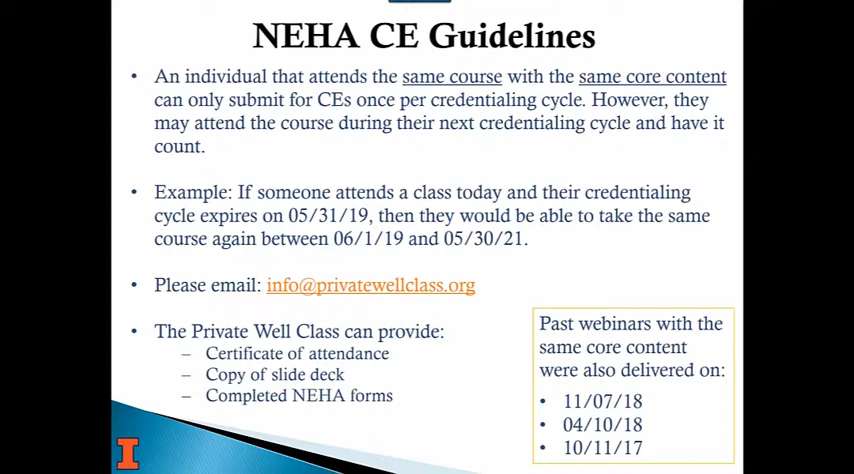 NEHA CE Guidelines
• An individual that attends the same course with the same core content
can only submit for CEs once per credentialing cycle. However, they
may attend the course during their next credentialing cycle and have it
count.
• Example: If someone attends a class today and their credentialing
cycle expires on 05/31/19, then they would be able to take the same
course again between 06/1/19 and 05/30/21.
• Please email: info@privatewellclass.org
• The Private Well Class can provide:
– Certificate of attendance
– Copy of slide deck
– Completed NEHA forms
Past webinars with the
same core content
were also delivered on:
• 11/07/18
• 04/10/18
• 10/11/17
I